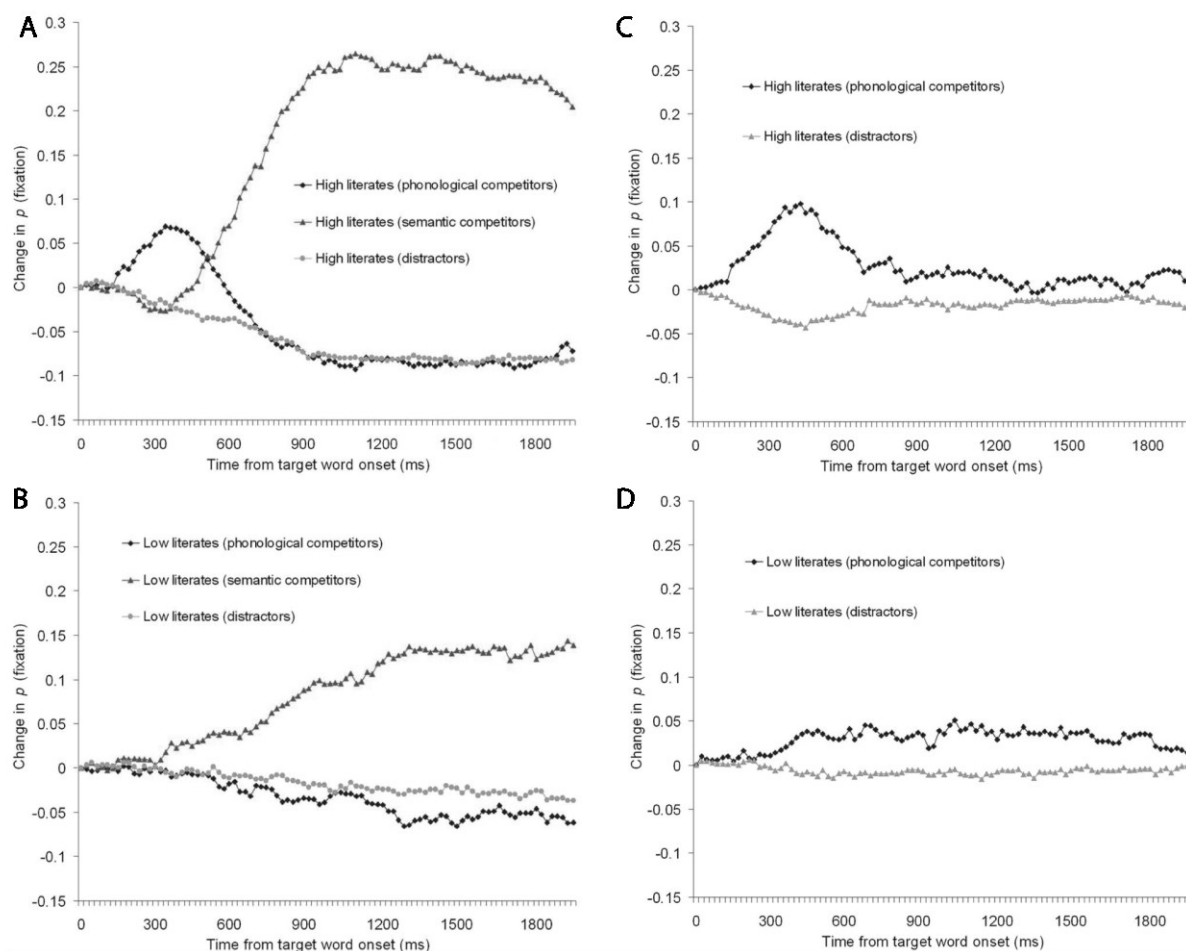 A
Change in p (fixation)
0.3
0.25
0.2
0.15
0.1
0.05
0
-0.05
-0.1
-0.15
High literates (phonological competitors)
High literates (semantic competitors)
High literates (distractors)
0 300 600 900 1200 1500 1800
Time from target word onset (ms)
C
Change in p (fixation)
0.3
0.25
0.2
0.15
0.1
0.05
0
-0.05
-0.1
-0.15
High literates (phonological competitors)
High literates (distractors)
0 300 600 900 1200 1500 1800
Time from target word onset (ms)
B
Change in p (fixation)
0.3
0.25
0.2
0.15
0.1
0.05
0
-0.05
-0.1
-0.15
Low literates (phonological competitors)
Low literates (semantic competitors)
Low literates (distractors)
0 300 600 900 1200 1500 1800
Time from target word onset (ms)
D
Change in p (fixation)
0.3
0.25
0.2
0.15
0.1
0.05
0
-0.05
-0.1
-0.15
Low literates (phonological competitors)
Low literates (distractors)
0 300 600 900 1200 1500 1800
Time from target word onset (ms)